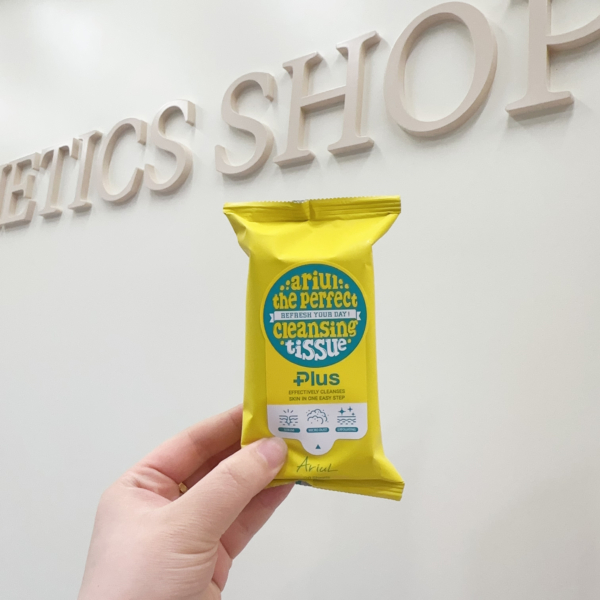 ETICS SHOP
ariul:
the perfect
REFRESH YOUR DAY!
cleansing
tissue
+Plus
EFFECTIVELY CLEANSES
SKIN IN ONE EASY STEP
Ariul